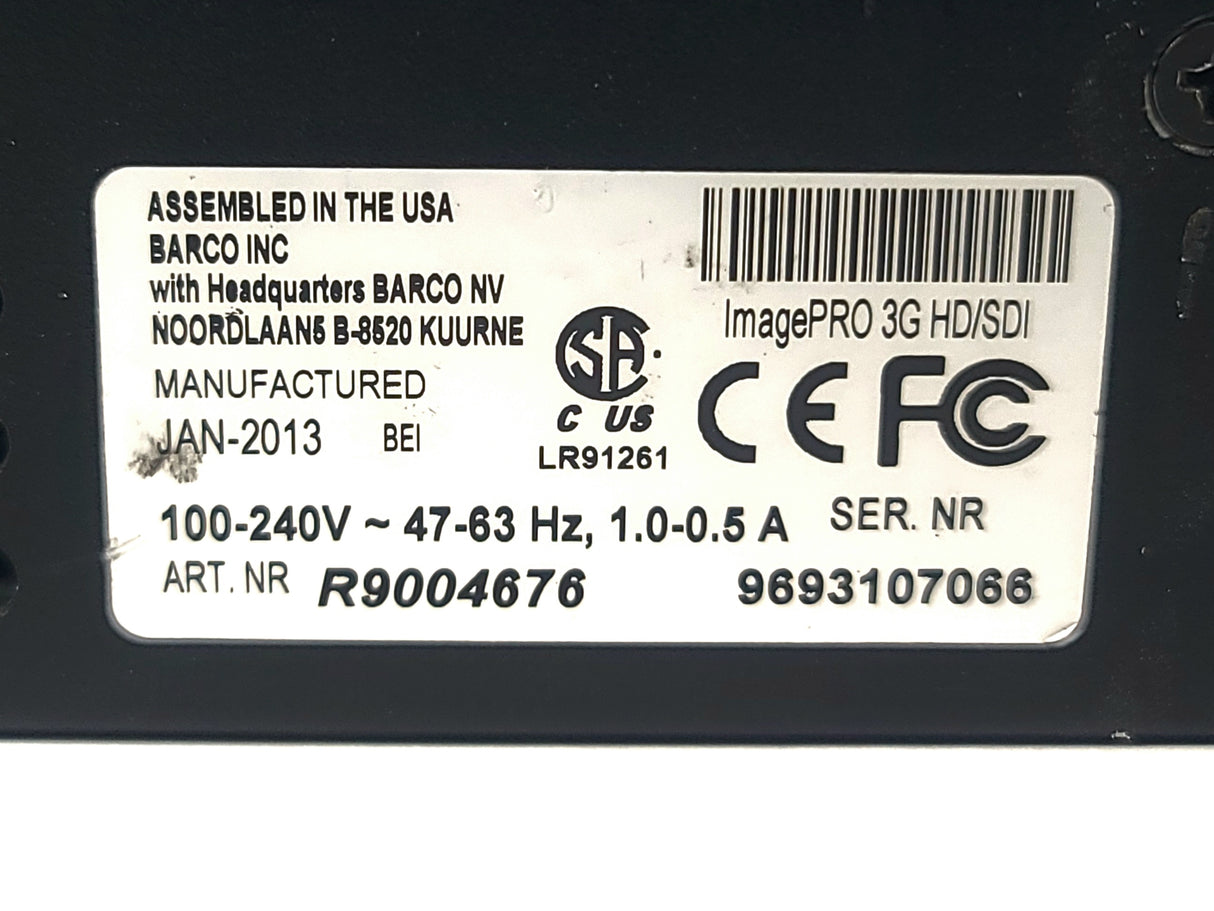 ASSEMBLED IN THE USA
BARCO INC
with Headquarters BARCO NV
NOORDLAAN5 B-8520 KUURNE
MANUFACTURED
JAN-2013 BEI
ImagePRO 3G HD/SDI
CSA
C US
LR91261
CE FC
100-240V ~ 47-63 Hz, 1.0-0.5 A
SER. NR
ART. NR R9004676
9693107066